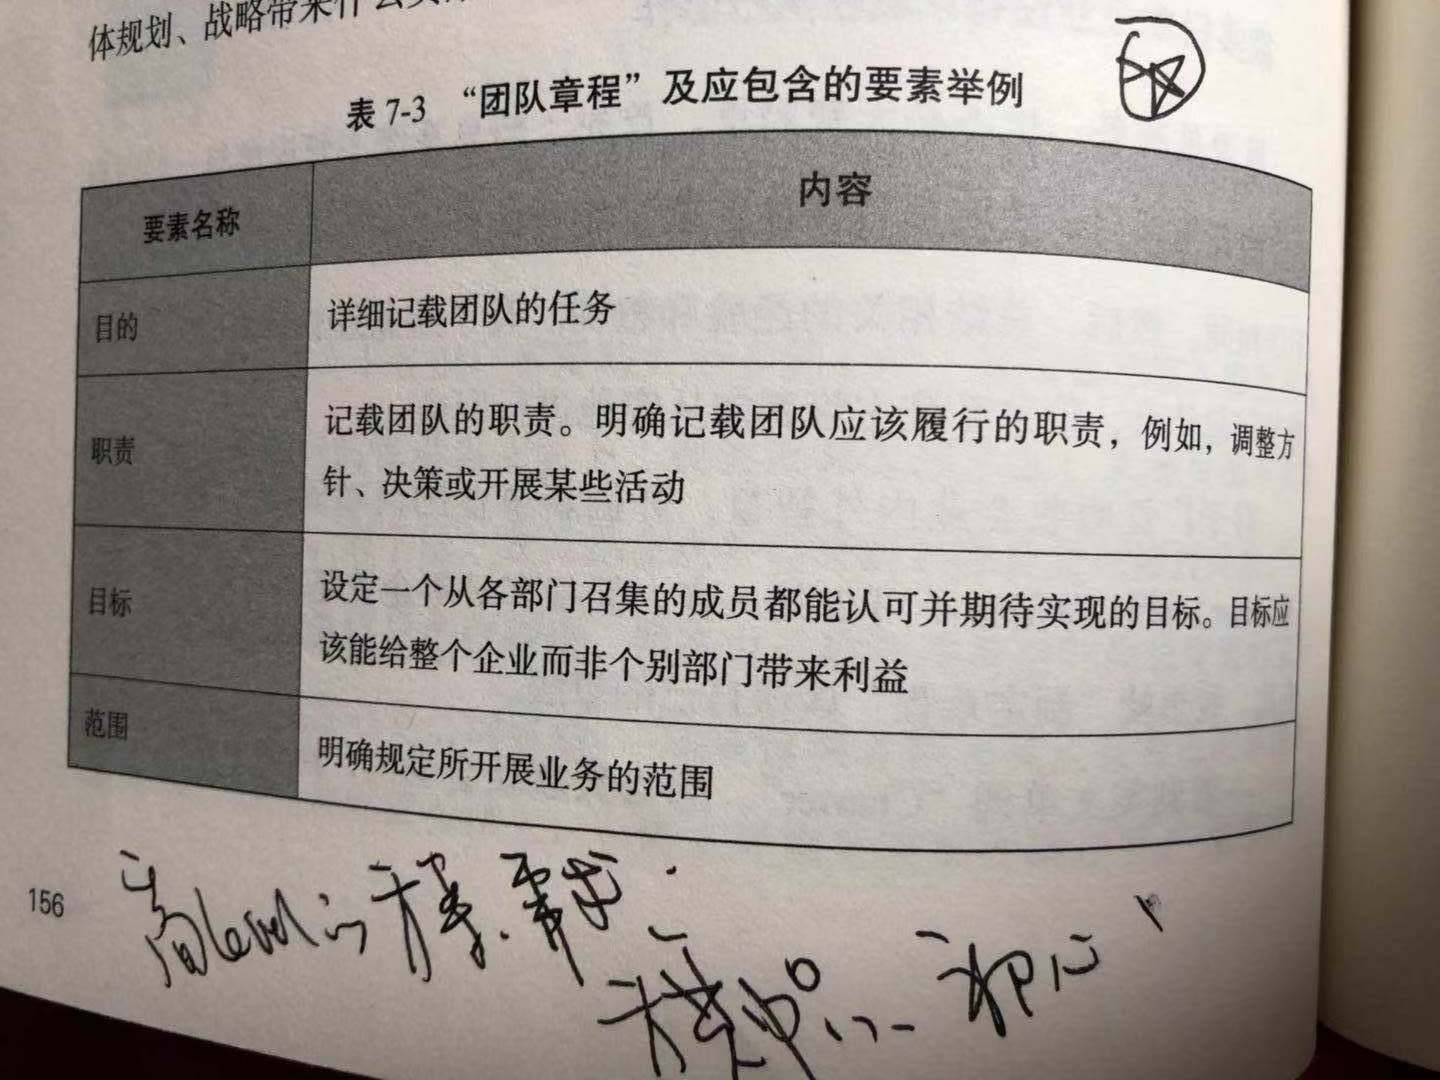 体规划、战略带来什么
表 7-3 “团队章程”及应包含的要素举例
要素名称
内容
目的
详细记载团队的任务
职责
记载团队的职责。明确记载团队应该履行的职责，例如，调整方
针、决策或开展某些活动
目标
设定一个从各部门召集的成员都能认可并期待实现的目标。目标应
该能给整个企业而非个别部门带来利益
范围
明确规定所开展业务的范围
156
高level的